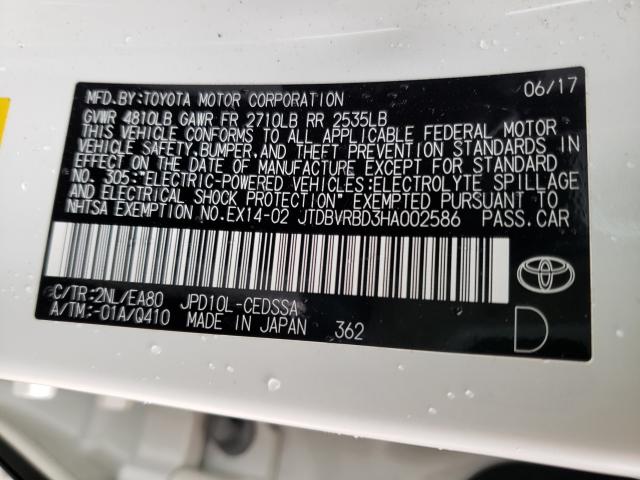 MFD.BY:TOYOTA MOTOR CORPORATION 06/17
GVWR 4810LB GAWR FR 2710LB RR 2535LB
THIS VEHICLE CONFORMS TO ALL APPLICABLE FEDERAL MOTOR
VEHICLE SAFETY,BUMPER,AND THEFT PREVENTION STANDARDS IN
EFFECT ON THE DATE OF MANUFACTURE EXCEPT FOR STANDARD
NO. 305:"ELECTRIC-POWERED VEHICLES:ELECTROLYTE SPILLAGE
AND ELECTRICAL SHOCK PROTECTION" EXEMPTED PURSUANT TO
NHTSA EXEMPTION NO.EX14-02 JTDBVRBD3HA002586 PASS.CAR
C/TR:2NL/EA80 JPD10L-CEDSSA
A/TM:-01A/Q410 MADE IN JAPAN 362
D